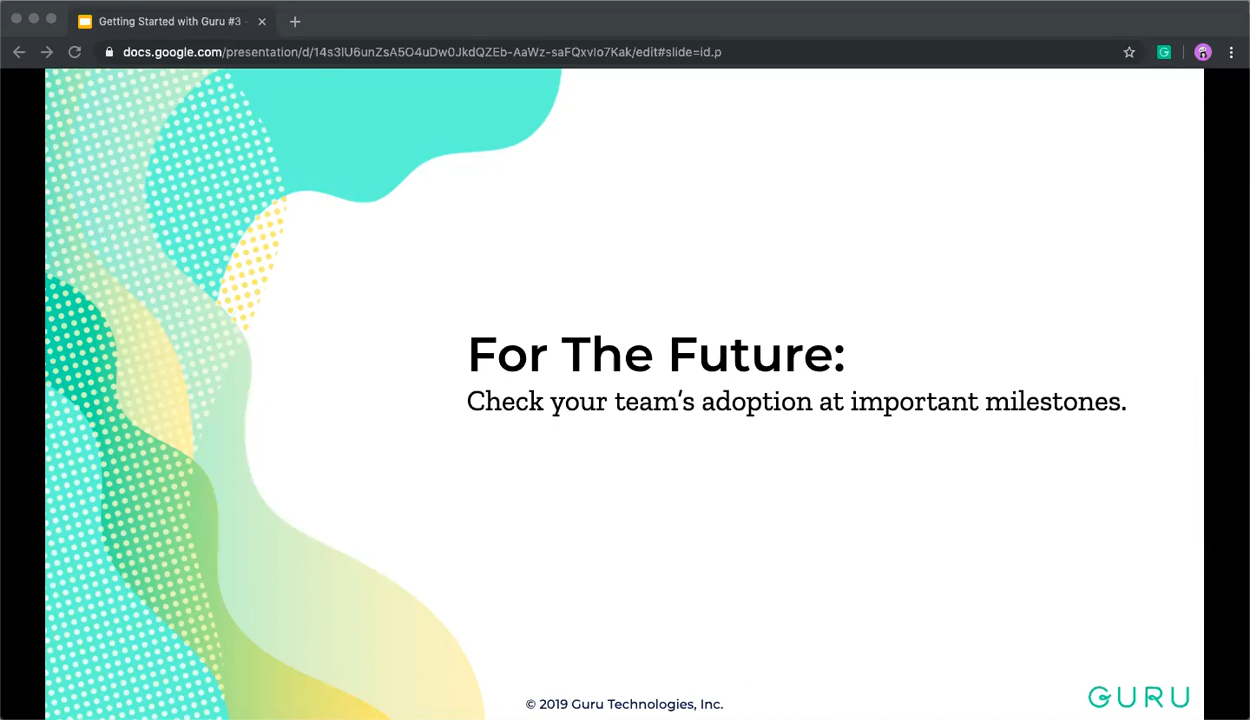 Getting Started with Guru #3 -
docs.google.com/presentation/d/14s3lU6unZsA5O4uDw0JkdQZEb-AaWz-saFQxvIo7Kak/edit#slide=id.p
For The Future:
Check your team's adoption at important milestones.
© 2019 Guru Technologies, Inc.
GURU